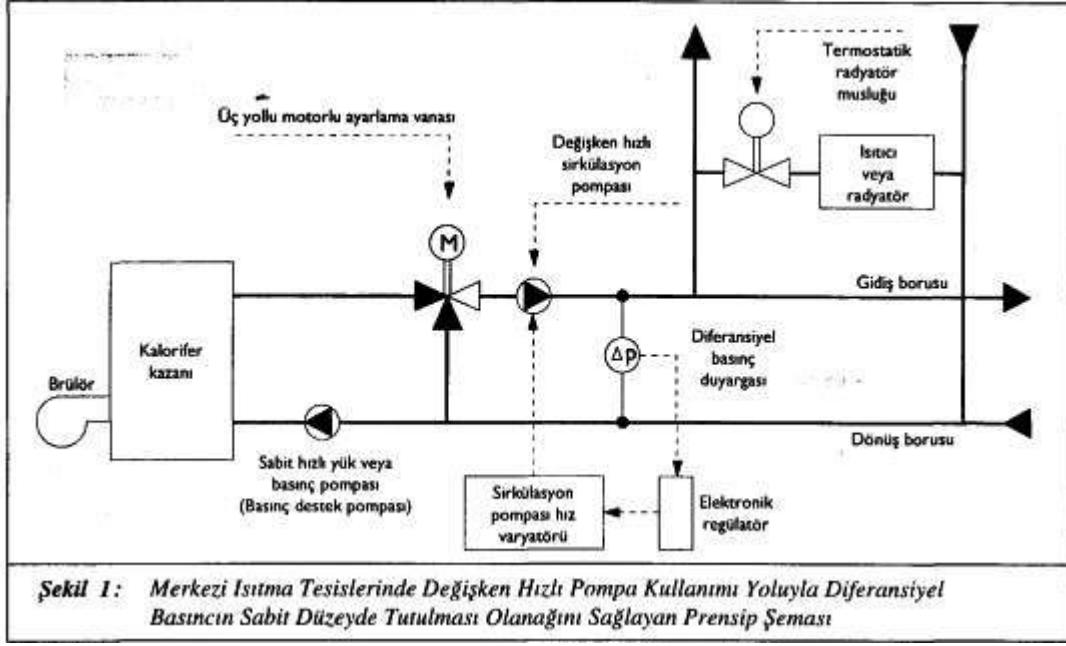 Termostatik
radyatör
musluğu
Üç yollu motorlu ayarlama vanası
Değişken hızlı
sirkülasyon
pompası
Isıtıcı
veya
radyatör
M
Gidiş borusu
Kalorifer
kazanı
Δp
Diferansiyel
basınç
duyargası
Brülör
Dönüş borusu
Sabit hızlı yük veya
basınç pompası
(Basınç destek pompası)
Sirkülasyon
pompası hız
varyatörü
Elektronik
regülatör
Şekil 1: Merkezi Isıtma Tesislerinde Değişken Hızlı Pompa Kullanımı Yoluyla Diferansiyel
Basıncın Sabit Düzeyde Tutulması Olanağını Sağlayan Prensip Şeması